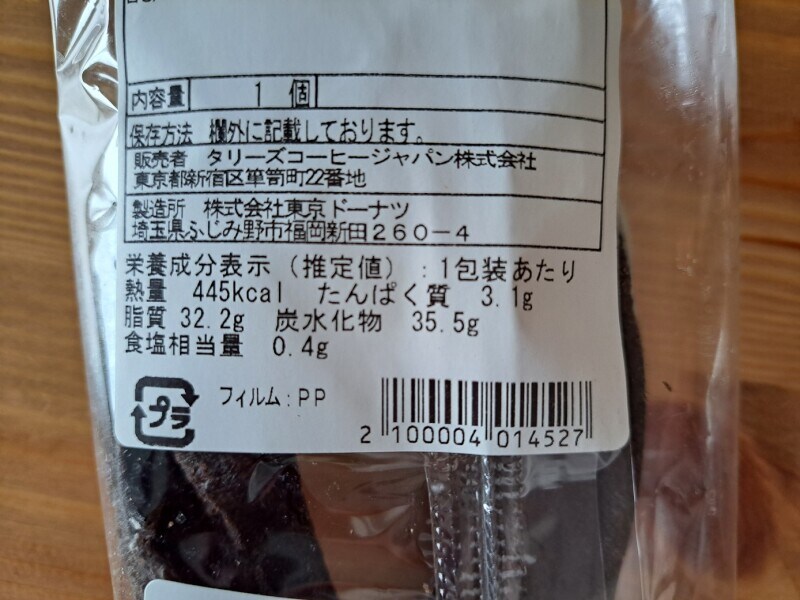 内容量 1 個
保存方法 欄外に記載しております。
販売者 タリーズコーヒージャパン株式会社
東京都新宿区箪笥町22番地
製造所 株式会社東京ドーナツ
埼玉県ふじみ野市福岡新田260-4
栄養成分表示（推定値）:1包装あたり
熱量 445kcal たんぱく質 3.1g
脂質 32.2g 炭水化物 35.5g
食塩相当量 0.4g
プラ フィルム:PP
2 100004 014527